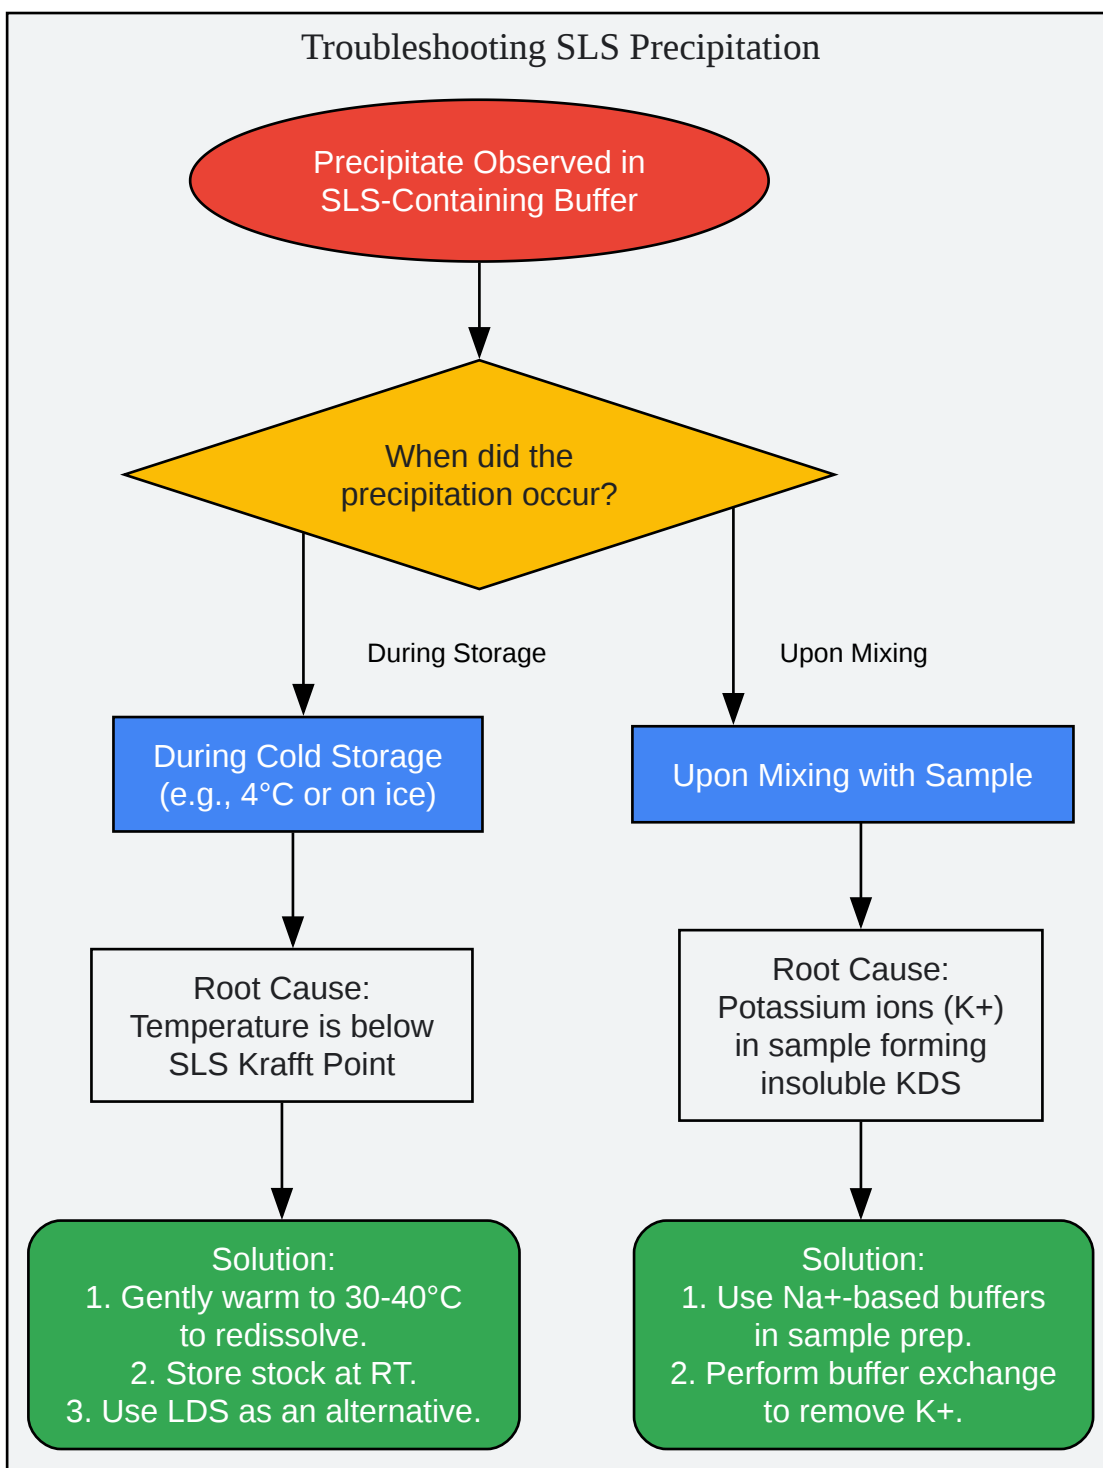 Troubleshooting SLS Precipitation
Precipitate Observed in
SLS-Containing Buffer
When did the
precipitation occur?
During Storage
Upon Mixing
During Cold Storage
(e.g., 4°C or on ice)
Upon Mixing with Sample
Root Cause:
Temperature is below
SLS Krafft Point
Root Cause:
Potassium ions (K+)
in sample forming
insoluble KDS
Solution:
1. Gently warm to 30-40°C
to redissolve.
2. Store stock at RT.
3. Use LDS as an alternative.
Solution:
1. Use Na+-based buffers
in sample prep.
2. Perform buffer exchange
to remove K+.